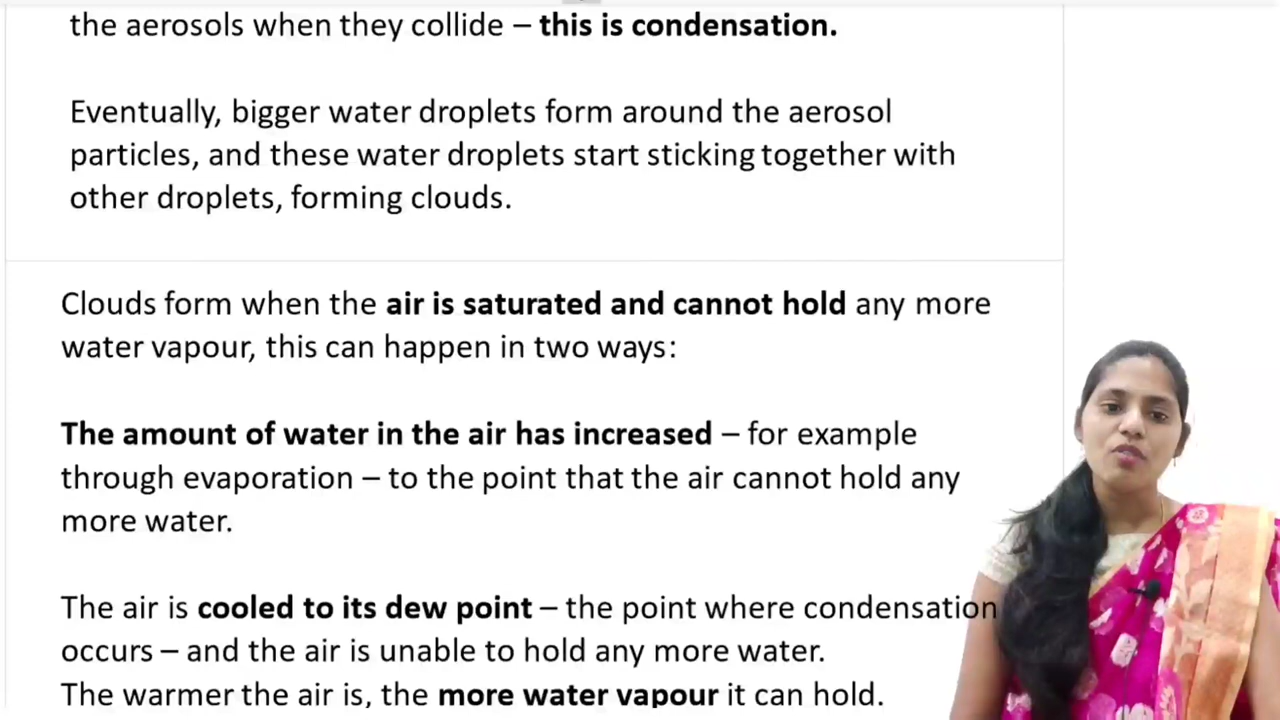 the aerosols when they collide – this is condensation.
Eventually, bigger water droplets form around the aerosol
particles, and these water droplets start sticking together with
other droplets, forming clouds.
Clouds form when the air is saturated and cannot hold any more
water vapour, this can happen in two ways:
The amount of water in the air has increased – for example
through evaporation – to the point that the air cannot hold any
more water.
The air is cooled to its dew point – the point where condensation
occurs – and the air is unable to hold any more water.
The warmer the air is, the more water vapour it can hold.